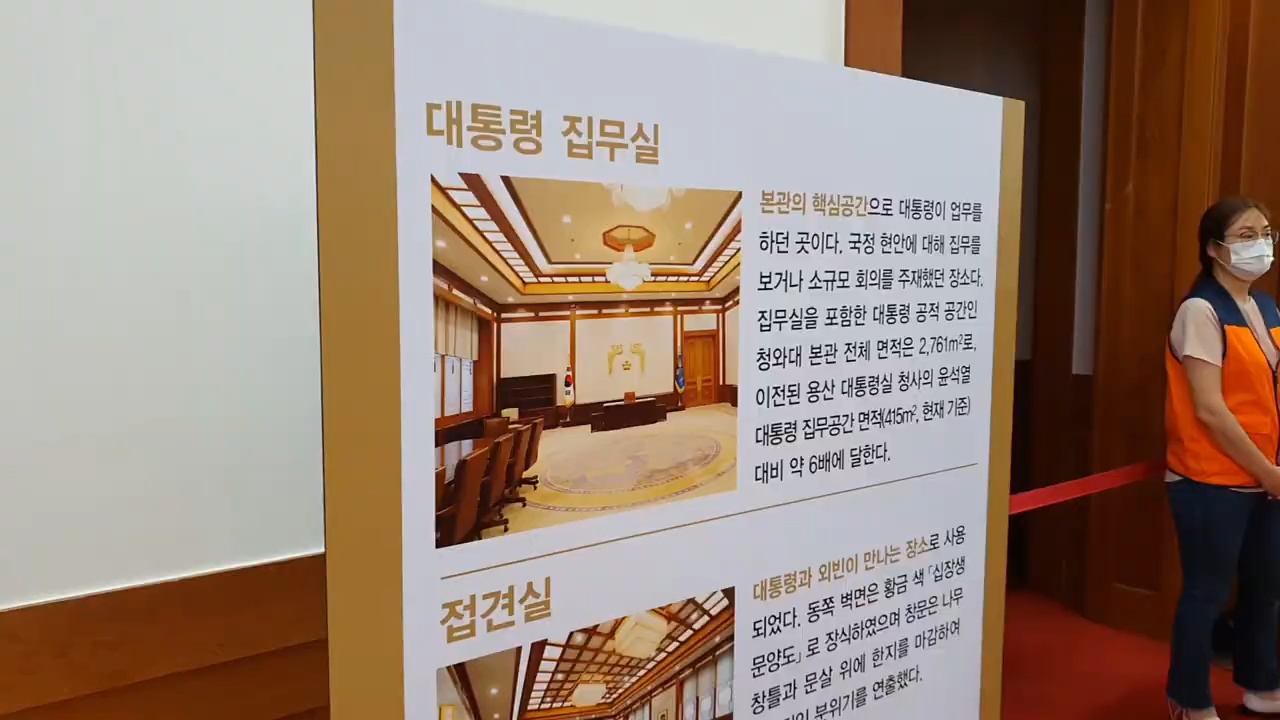 대통령 집무실
본관의 핵심공간으로 대통령이 업무를
하던 곳이다. 국정 현안에 대해 집무를
보거나 소규모 회의를 주재했던 장소다.
집무실을 포함한 대통령 공적 공간인
청와대 본관 전체 면적은 2,761m²로,
이전된 용산 대통령실 청사의 윤석열
대통령 집무공간 면적(415m², 현재 기준)
대비 약 6배에 달한다.
접견실
대통령과 외빈이 만나는 장소로 사용
되었다. 동쪽 벽면은 황금 색 「십장생
문양도」로 장식하였으며 창문은 나무
창틀과 문살 위에 한지를 마감하여
분위기를 연출했다.